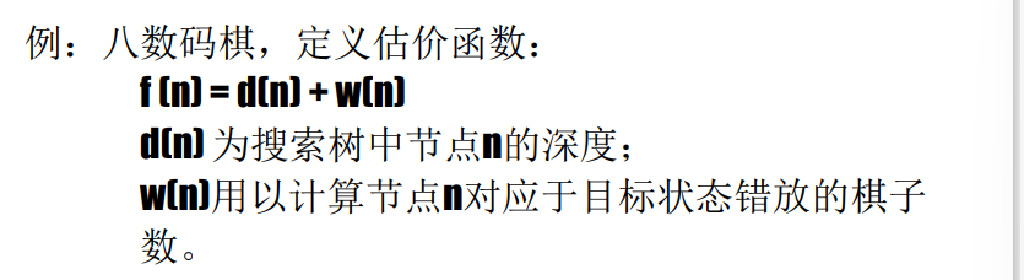 例：八数码棋，定义估价函数：
f (n) = d(n) + w(n)
d(n) 为搜索树中节点n的深度；
w(n)用以计算节点n对应于目标状态错放的棋子
数。